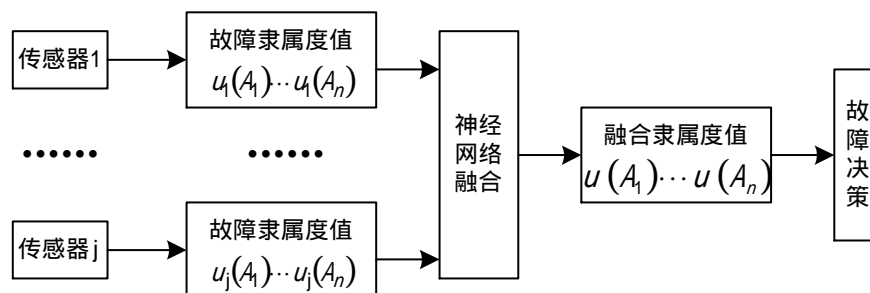 传感器1
故障隶属度值
u₁(A₁)···u₁(Aₙ)
••••••
••••••
传感器j
故障隶属度值
uⱼ(A₁)···uⱼ(Aₙ)
神经
网络
融合
融合隶属度值
u(A₁)···u(Aₙ)
故
障
决
策